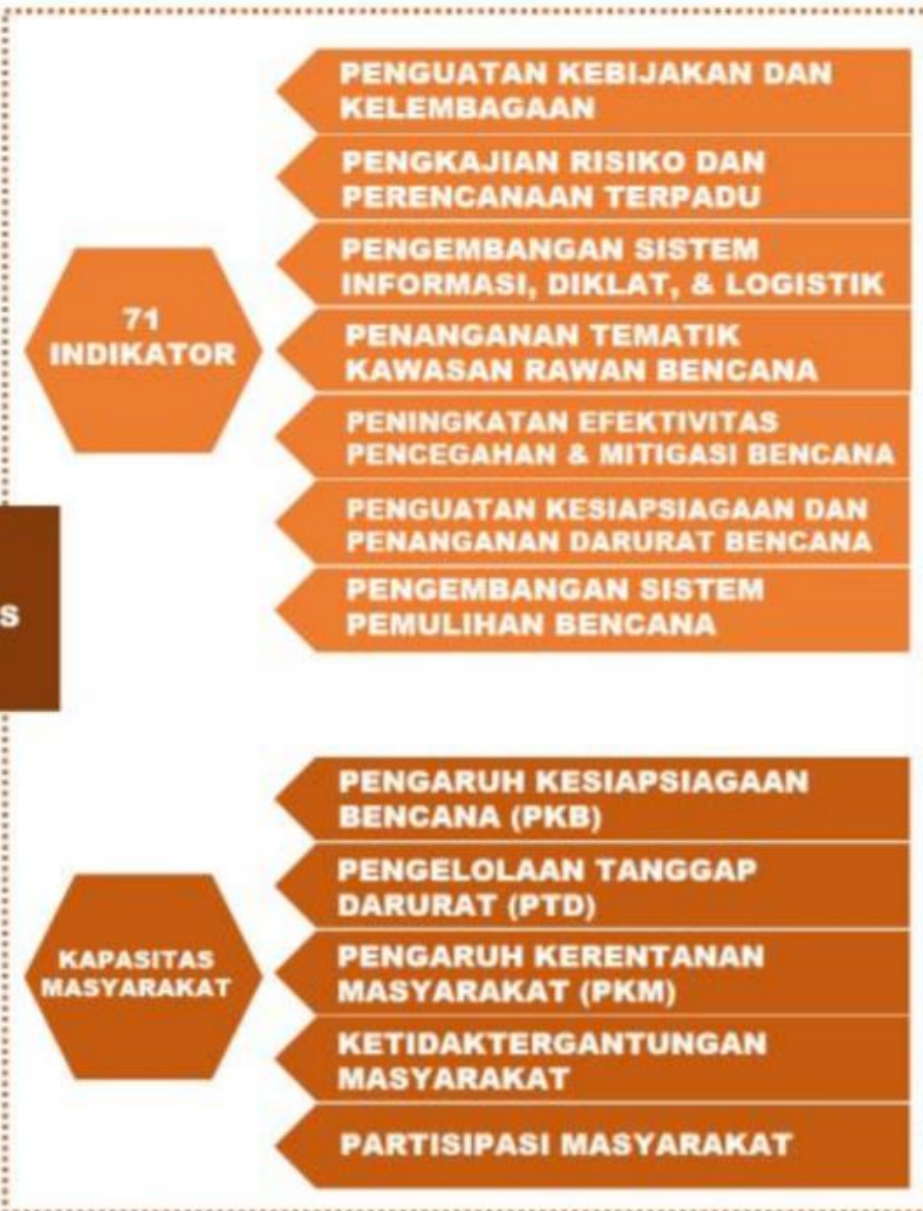 PENGUATAN KEBIJAKAN DAN
KELEMBAGAAN
PENGKAJIAN RISIKO DAN
PERENCANAAN TERPADU
PENGEMBANGAN SISTEM
INFORMASI, DIKLAT, & LOGISTIK
71
INDIKATOR
PENANGANAN TEMATIK
KAWASAN RAWAN BENCANA
PENINGKATAN EFEKTIVITAS
PENCEGAHAN & MITIGASI BENCANA
PENGUATAN KESIAPSIAGAAN DAN
PENANGANAN DARURAT BENCANA
PENGEMBANGAN SISTEM
PEMULIHAN BENCANA
S
PENGARUH KESIAPSIAGAAN
BENCANA (PKB)
PENGELOLAAN TANGGAP
DARURAT (PTD)
KAPASITAS
MASYARAKAT
PENGARUH KERENTANAN
MASYARAKAT (PKM)
KETIDAKTERGANTUNGAN
MASYARAKAT
PARTISIPASI MASYARAKAT